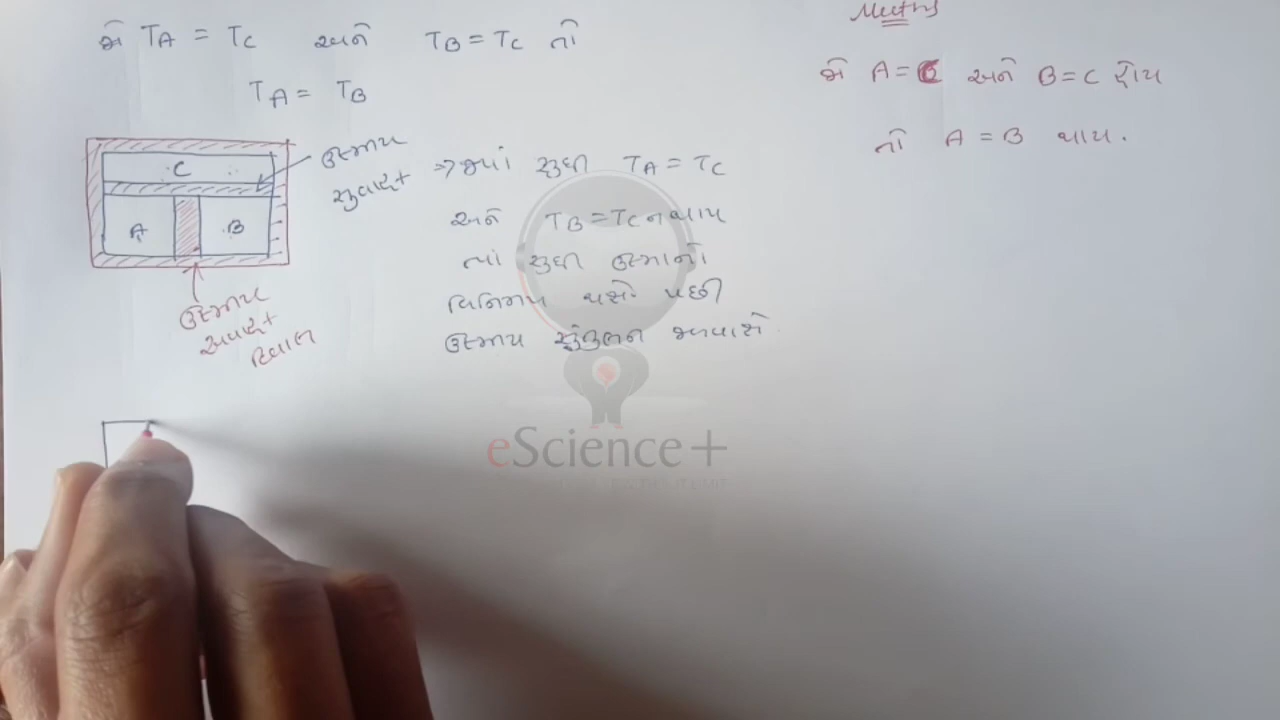 જો TA = TC અને TB = TC તો
TA = TB
C
A
B
ઉષ્મીય
સુવાહક
ઉષ્મીય
અવાહક
દિવાલ
→ જ્યાં સુધી TA = TC
અને TB = TC ન થાય
ત્યાં સુધી ઉષ્માનો
વિનિમય થશે. પછી
ઉષ્મીય સંતુલન જળવાશે.
Maths
જો A = C અને B = C હોય
તો A = B થાય.
eScience+